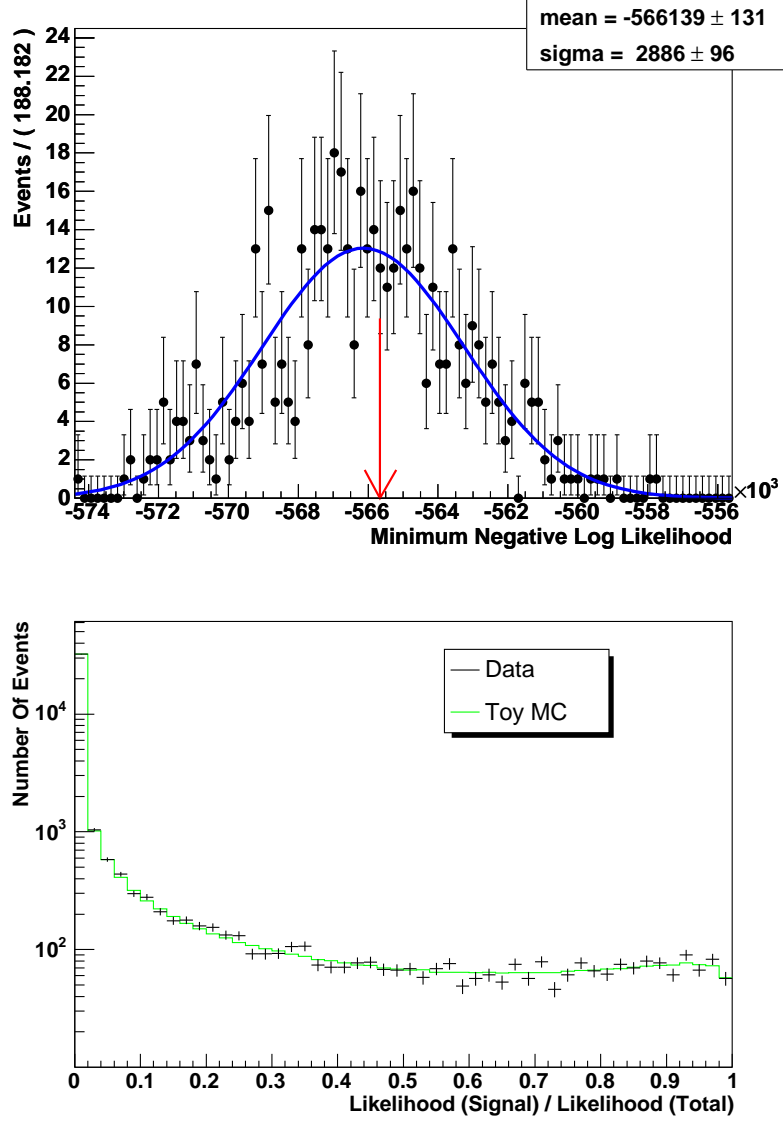 mean = -566139 ± 131
sigma = 2886 ± 96
Events / ( 188.182 )
24
22
20
18
16
14
12
10
8
6
4
2
0
-574 -572 -570 -568 -566 -564 -562 -560 -558 -556 ×10³
Minimum Negative Log Likelihood
Number Of Events
Data
Toy MC
10⁴
10³
10²
0 0.1 0.2 0.3 0.4 0.5 0.6 0.7 0.8 0.9 1
Likelihood (Signal) / Likelihood (Total)